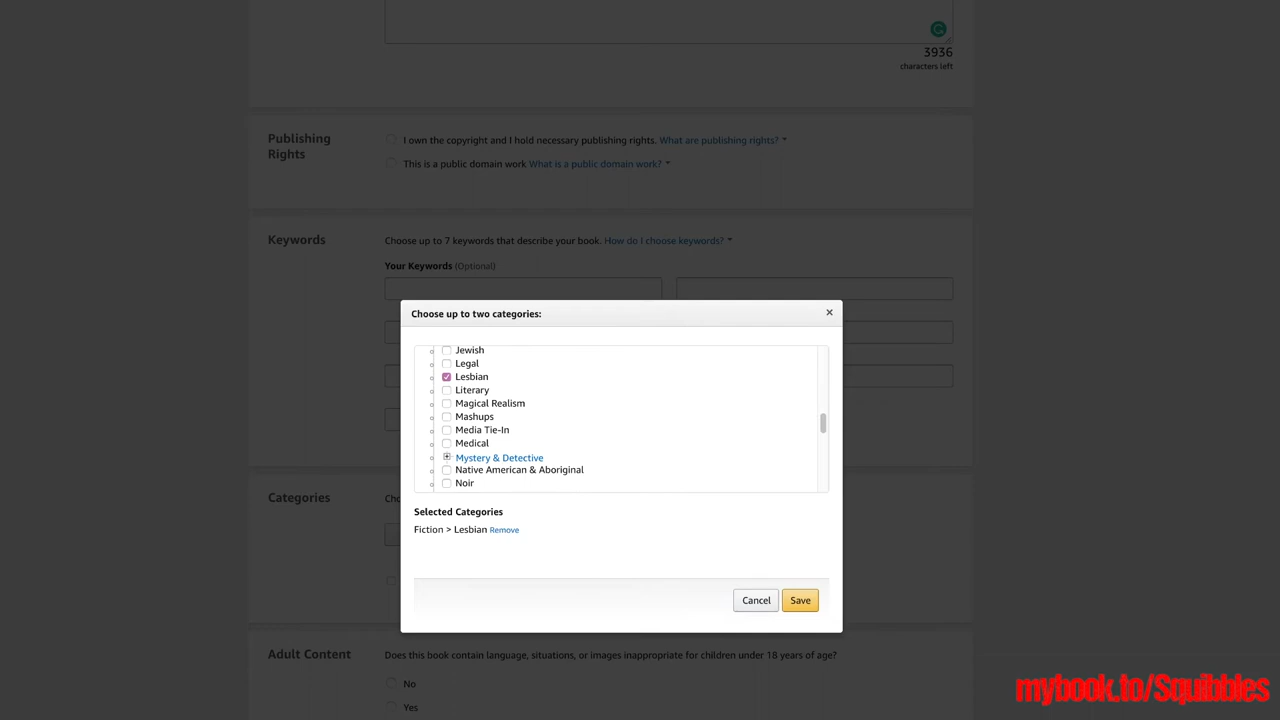 3936
characters left
Publishing
Rights
I own the copyright and I hold necessary publishing rights. What are publishing rights?
This is a public domain work What is a public domain work?
Keywords
Choose up to 7 keywords that describe your book. How do I choose keywords?
Your Keywords (Optional)
Choose up to two categories:
Jewish
Legal
Lesbian
Literary
Magical Realism
Mashups
Media Tie-In
Medical
Mystery & Detective
Native American & Aboriginal
Noir
Categories
Cho
Selected Categories
Fiction > Lesbian Remove
Cancel
Save
Adult Content
Does this book contain language, situations, or images inappropriate for children under 18 years of age?
No
Yes
mybook.to/Squibbles